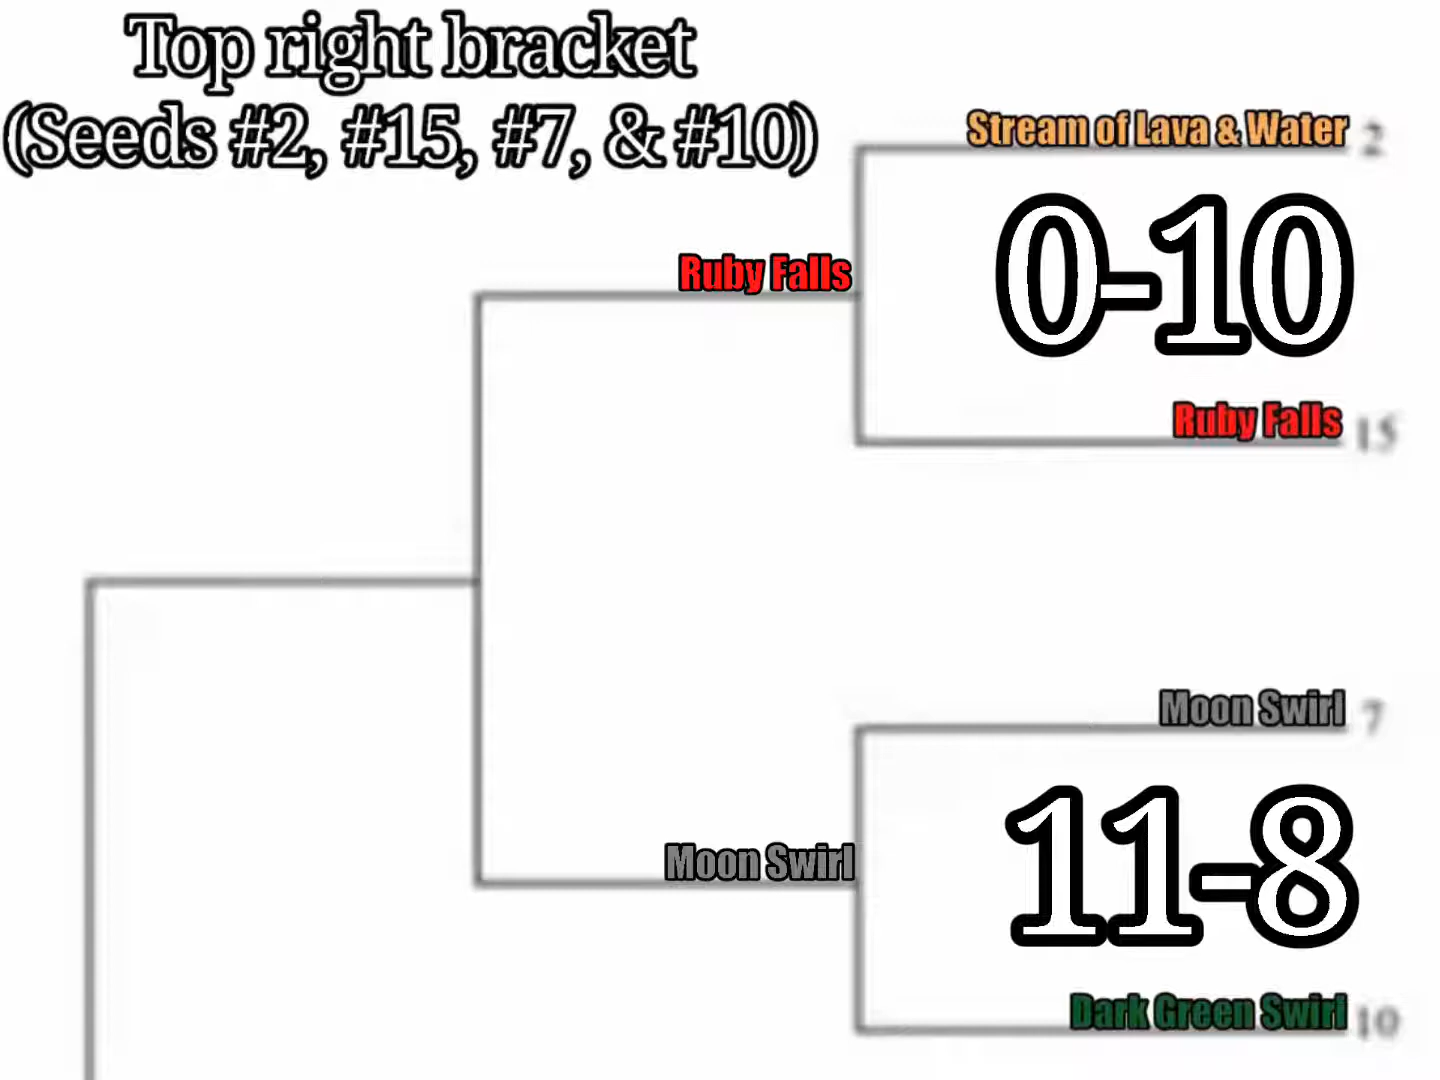 Top right bracket
(Seeds #2, #15, #7, & #10)
Stream of Lava & Water 2
0-10
Ruby Falls
Ruby Falls 15
Moon Swirl 7
11-8
Moon Swirl
Dark Green Swirl 10